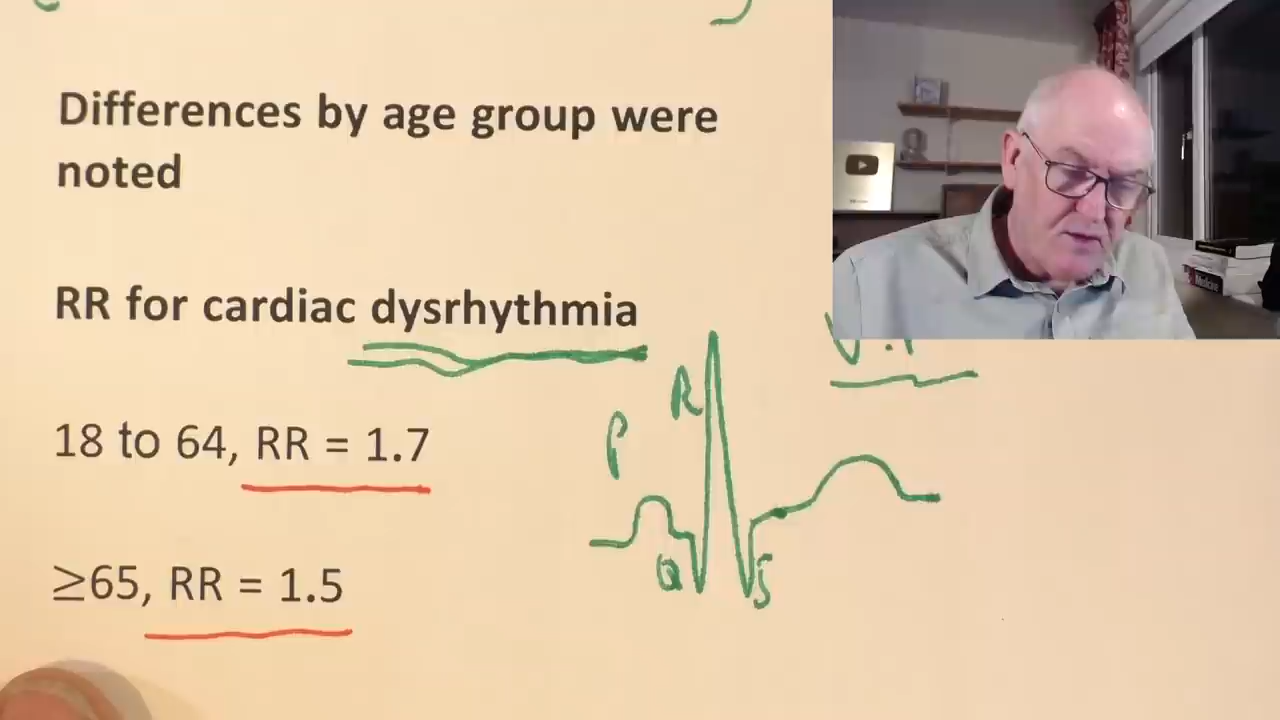 Differences by age group were
noted
RR for cardiac dysrhythmia
R
P
18 to 64, RR = 1.7
Q
S
≥65, RR = 1.5
Medicine